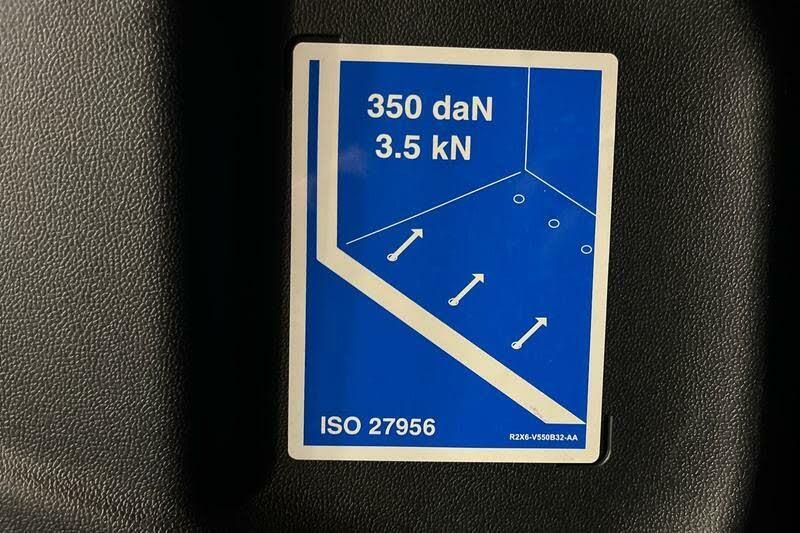 350 daN
3.5 kN
ISO 27956
R2X6-V550B32-AA